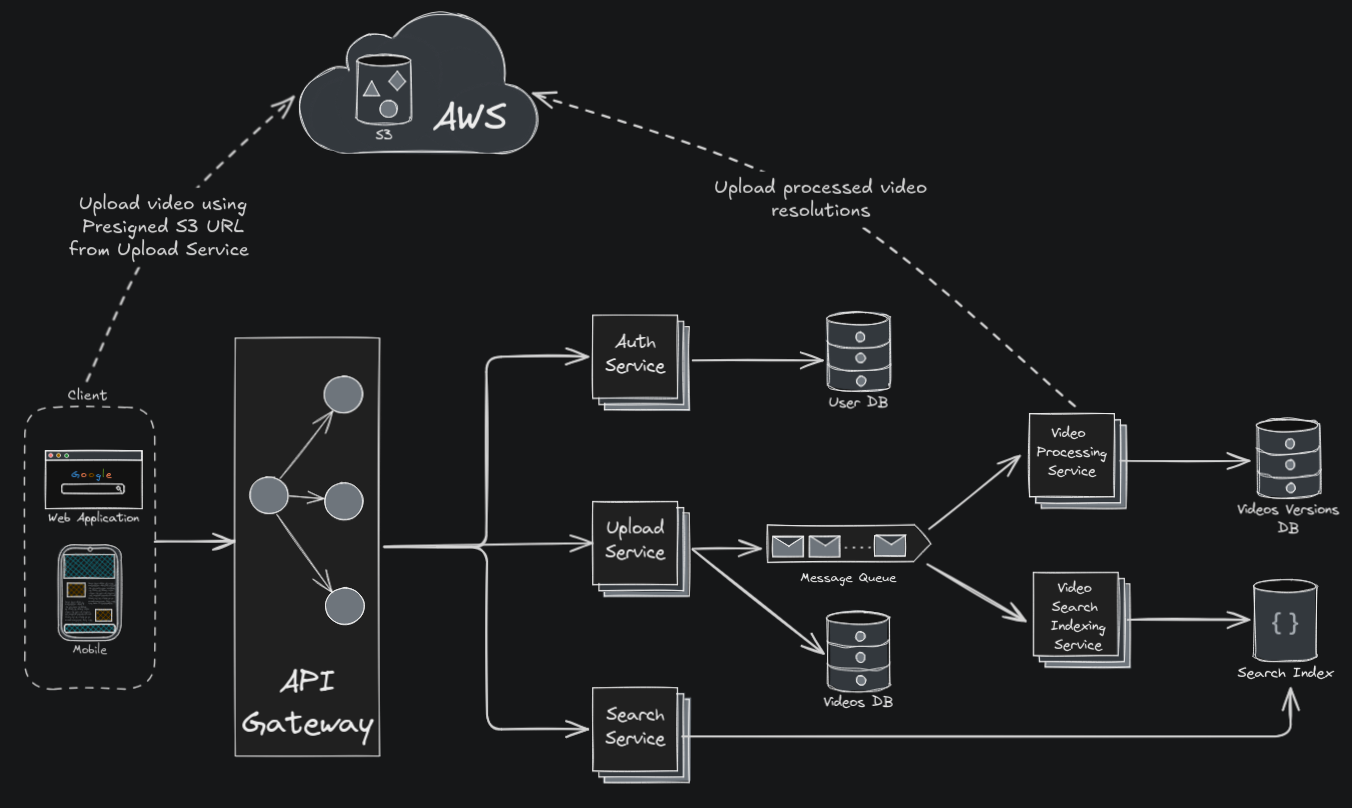 S3
AWS
Upload video using
Presigned S3 URL
from Upload Service
Upload processed video
resolutions
Client
Google
Web Application
Mobile
API
Gateway
Auth
Service
User DB
Upload
Service
Message Queue
Videos DB
Search
Service
Video
Processing
Service
Videos Versions
DB
Video
Search
Indexing
Service
{}
Search Index